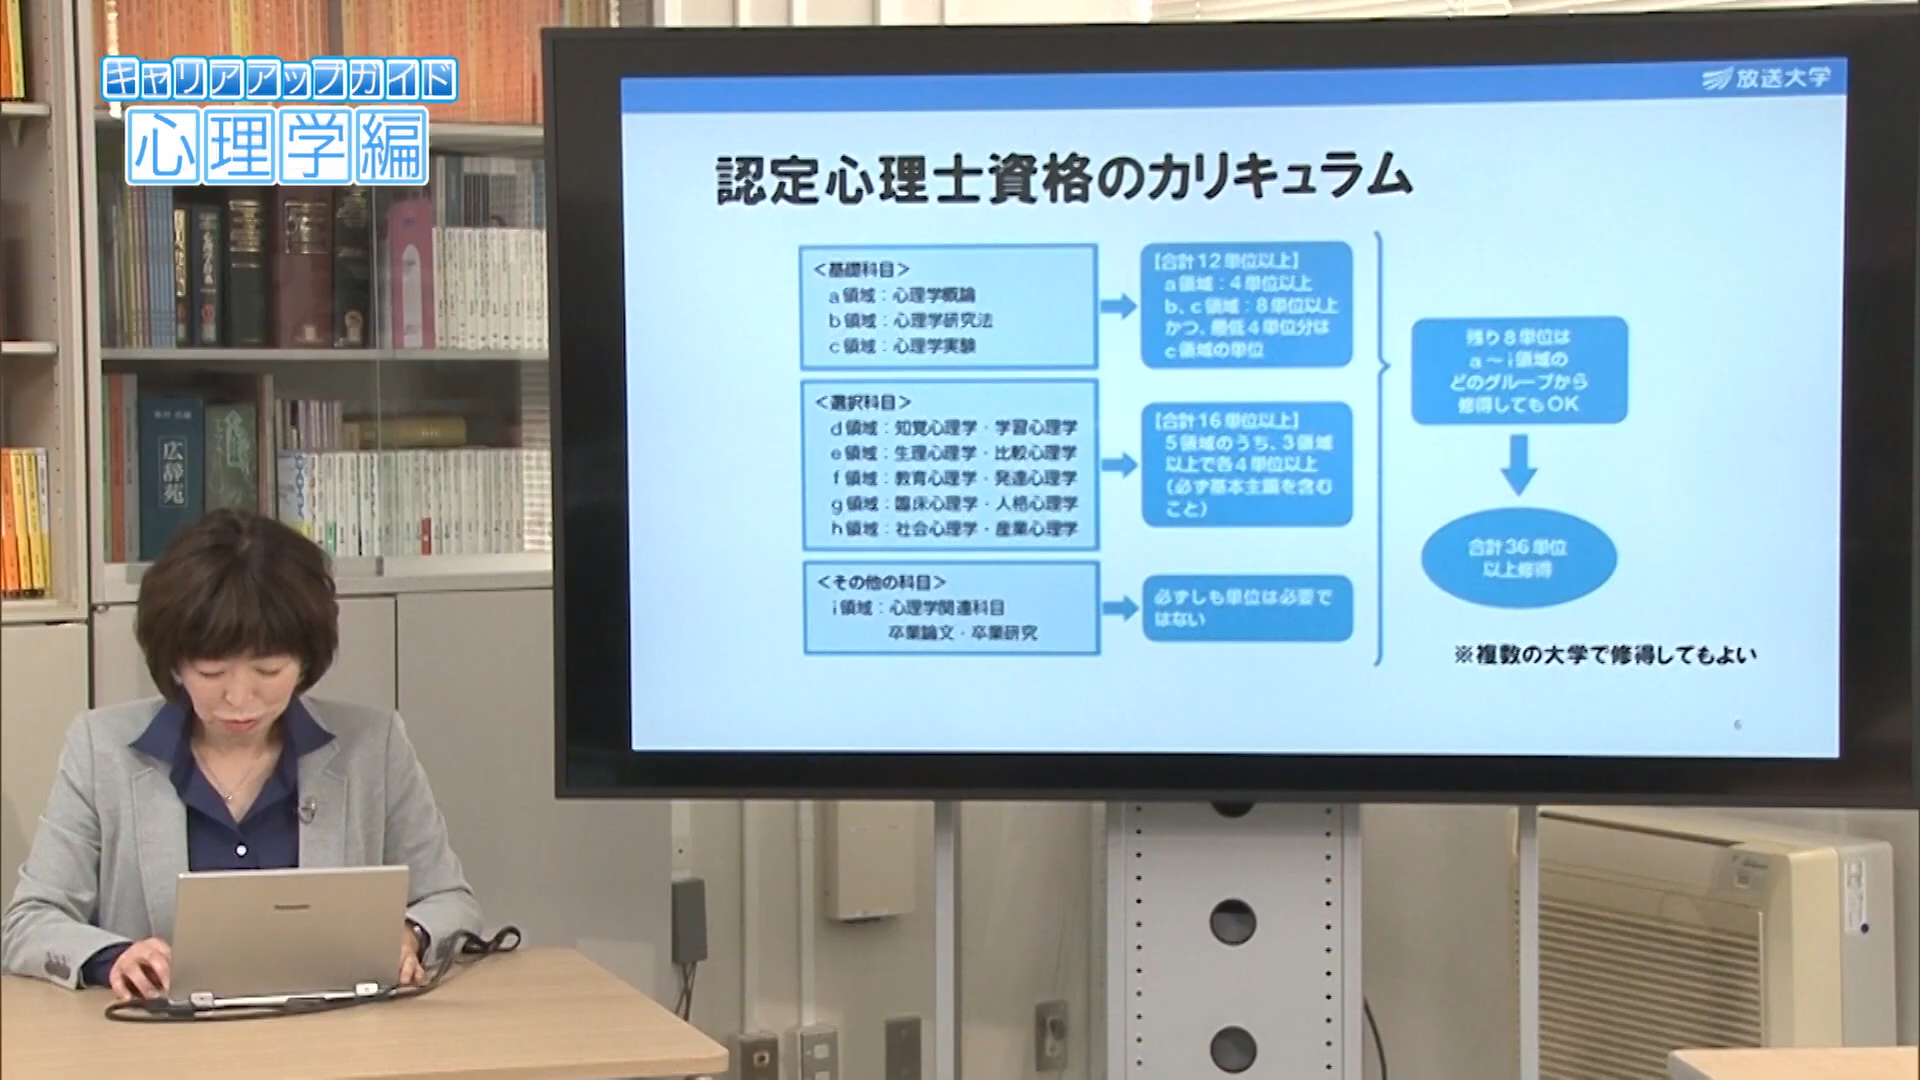 キャリアアップガイド
心理学編
放送大学
認定心理士資格のカリキュラム
＜基礎科目＞
a領域：心理学概論
b領域：心理学研究法
c領域：心理学実験
【合計12単位以上】
a領域：4単位以上
b、c領域：8単位以上
かつ、最低4単位分は
c領域の単位
＜選択科目＞
d領域：知覚心理学・学習心理学
e領域：生理心理学・比較心理学
f領域：教育心理学・発達心理学
g領域：臨床心理学・人格心理学
h領域：社会心理学・産業心理学
【合計16単位以上】
5領域のうち、3領域
以上で各4単位以上
（必ず基本主題を含む
こと）
＜その他の科目＞
i領域：心理学関連科目
卒業論文・卒業研究
必ずしも単位は必要で
はない
残り8単位は
a～i領域の
どのグループから
修得してもOK
合計36単位
以上修得
※複数の大学で修得してもよい
6
広辞苑
Panasonic